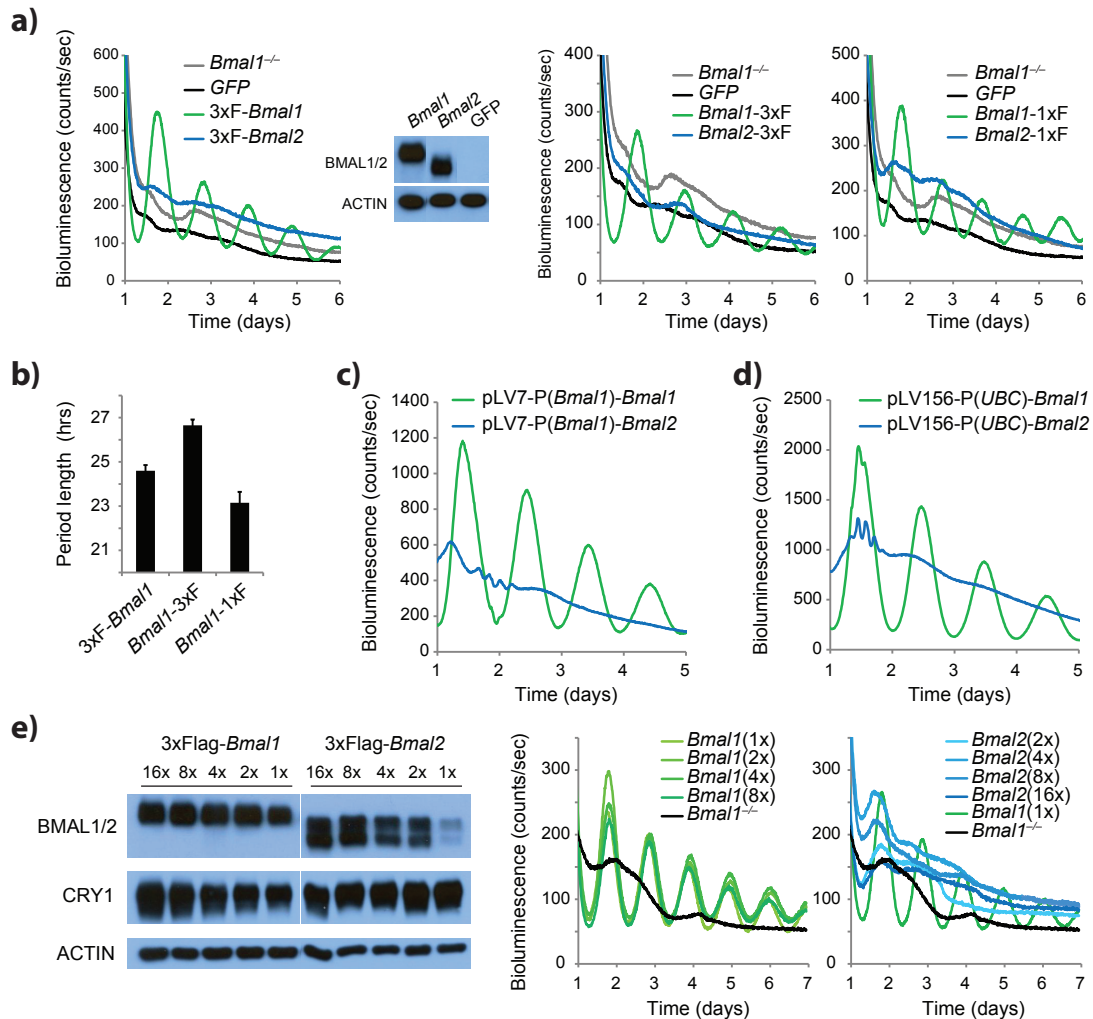 a)
Bioluminescence (counts/sec)
600
500
400
300
200
100
0
1 2 3 4 5 6
Time (days)
Bmal1–/–
GFP
3xF-Bmal1
3xF-Bmal2
Bmal1 Bmal2 GFP
BMAL1/2
ACTIN
Bioluminescence (counts/sec)
400
300
200
100
0
1 2 3 4 5 6
Time (days)
Bmal1–/–
GFP
Bmal1-3xF
Bmal2-3xF
500
400
300
200
100
0
1 2 3 4 5 6
Time (days)
Bmal1–/–
GFP
Bmal1-1xF
Bmal2-1xF
b)
Period length (hrs)
27
25
23
21
3xF-Bmal1
Bmal1-3xF
Bmal1-1xF
c)
pLV7-P(Bmal1)-Bmal1
pLV7-P(Bmal1)-Bmal2
Bioluminescence (counts/sec)
1400
1200
1000
800
600
400
200
0
1 2 3 4 5
Time (days)
d)
pLV156-P(UBC)-Bmal1
pLV156-P(UBC)-Bmal2
Bioluminescence (counts/sec)
2500
2000
1500
1000
500
0
1 2 3 4 5
Time (days)
e)
3xFlag-Bmal1 3xFlag-Bmal2
16x 8x 4x 2x 1x 16x 8x 4x 2x 1x
BMAL1/2
CRY1
ACTIN
Bioluminescence (counts/sec)
300
200
100
0
1 2 3 4 5 6 7
Time (days)
Bmal1(1x)
Bmal1(2x)
Bmal1(4x)
Bmal1(8x)
Bmal1–/–
300
200
100
0
1 2 3 4 5 6 7
Time (days)
Bmal2(2x)
Bmal2(4x)
Bmal2(8x)
Bmal2(16x)
Bmal1(1x)
Bmal1–/–